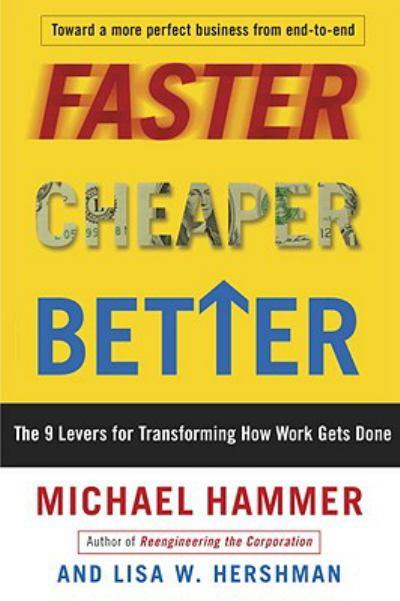 Toward a more perfect business from end-to-end
FASTER
CHEAPER
BETTER
The 9 Levers for Transforming How Work Gets Done
MICHAEL HAMMER
Author of Reengineering the Corporation
AND LISA W. HERSHMAN